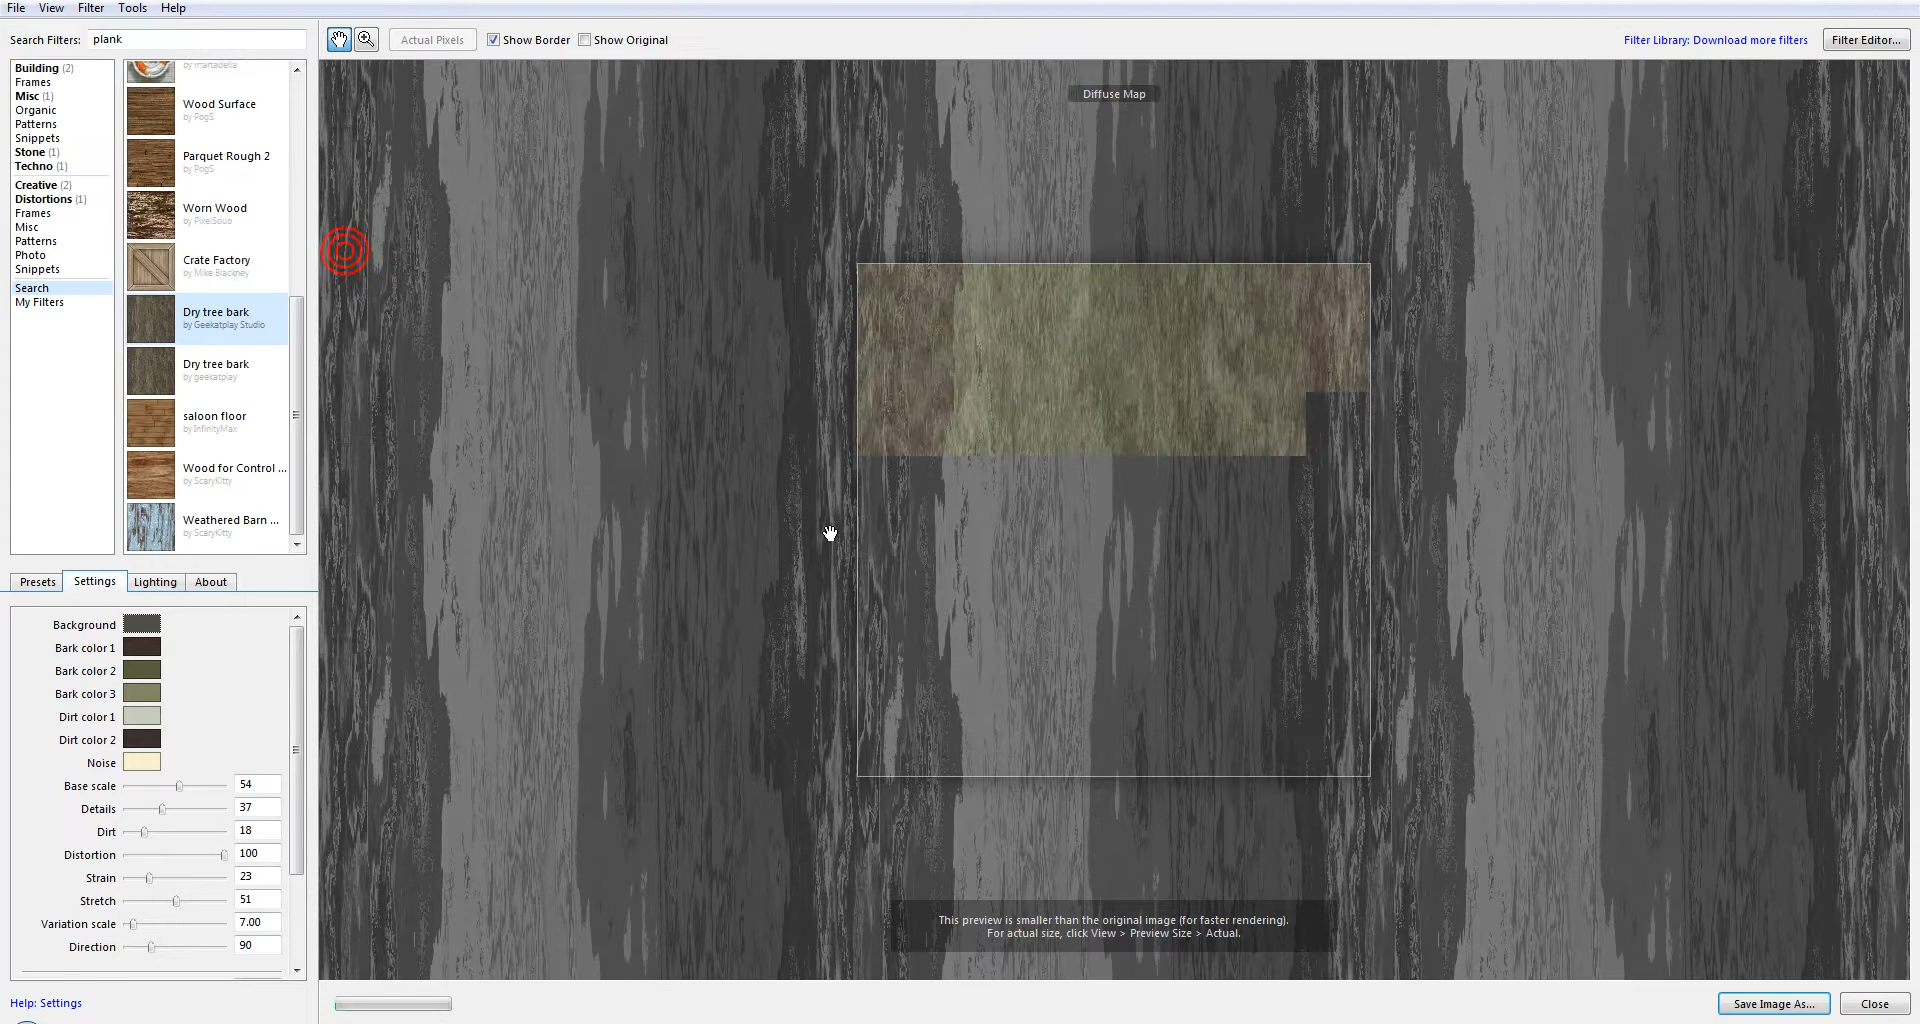 File View Filter Tools Help
Search Filters: plank
Actual Pixels Show Border Show Original
Filter Library: Download more filters Filter Editor...
Building (2)
Frames
Misc (1)
Organic
Patterns
Snippets
Stone (1)
Techno (1)
Creative (2)
Distortions (1)
Frames
Misc
Patterns
Photo
Snippets
Search
My Filters
by martadella
Wood Surface
by PogS
Parquet Rough 2
by PogS
Worn Wood
by PixelSouo
Crate Factory
by Mike Blackney
Dry tree bark
by Geekatplay Studio
Dry tree bark
by geekatplay
saloon floor
by InfinityMax
Wood for Control ...
by ScaryKitty
Weathered Barn ...
by ScaryKitty
Diffuse Map
Presets Settings Lighting About
Background
Bark color 1
Bark color 2
Bark color 3
Dirt color 1
Dirt color 2
Noise
Base scale 54
Details 37
Dirt 18
Distortion 100
Strain 23
Stretch 51
Variation scale 7.00
Direction 90
Help: Settings
This preview is smaller than the original image (for faster rendering).
For actual size, click View > Preview Size > Actual.
Save Image As... Close